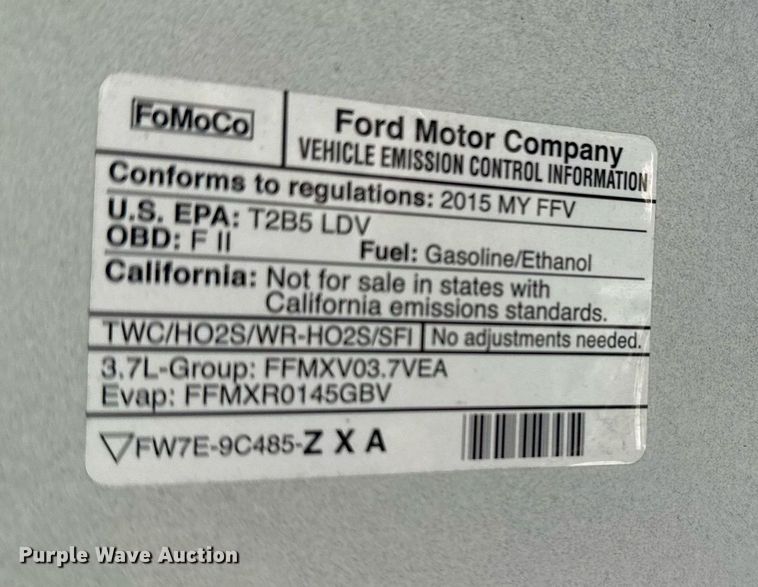 FoMoCo
Ford Motor Company
VEHICLE EMISSION CONTROL INFORMATION
Conforms to regulations: 2015 MY FFV
U.S. EPA: T2B5 LDV
OBD: F II Fuel: Gasoline/Ethanol
California: Not for sale in states with
California emissions standards.
TWC/HO2S/WR-HO2S/SFI No adjustments needed.
3.7L-Group: FFMXV03.7VEA
Evap: FFMXR0145GBV
FW7E-9C485-Z X A
Purple Wave Auction